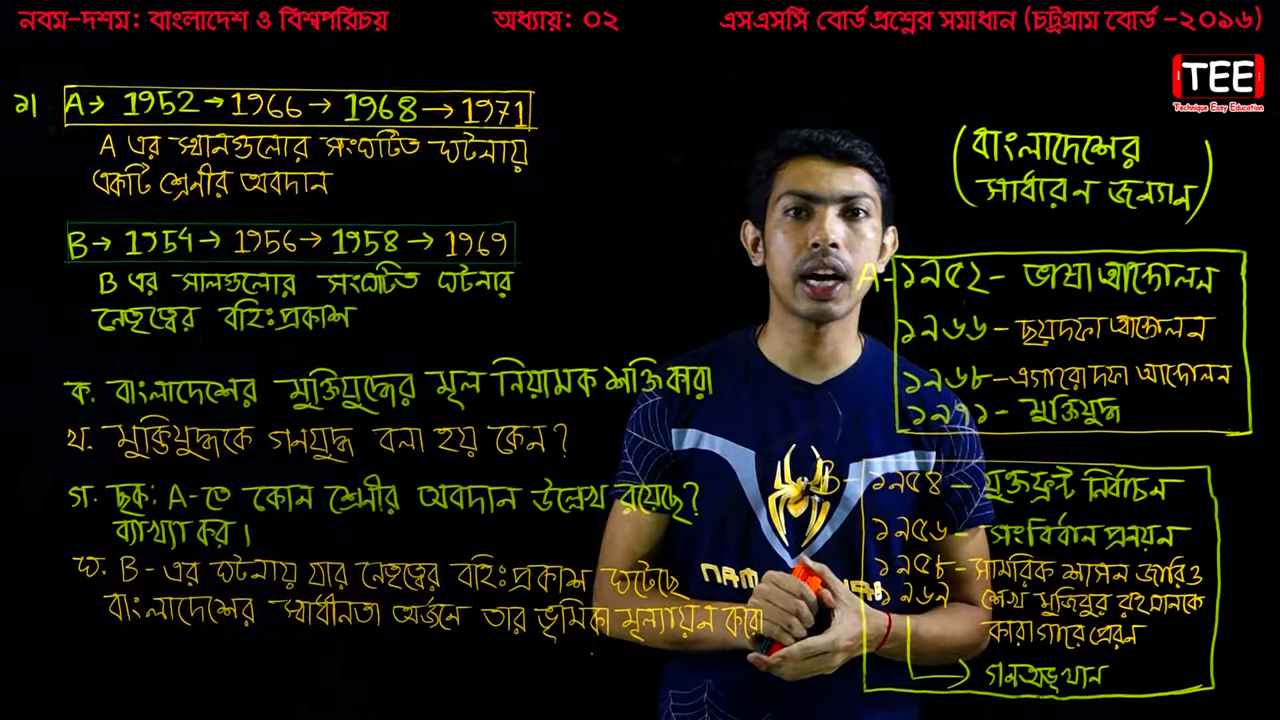 নবম-দশম: বাংলাদেশ ও বিশ্বপরিচয় অধ্যায়: ০২ এসএসসি বোর্ড প্রশ্নের সমাধান (চট্রগ্রাম বোর্ড -২০১৬)
TEE
Technique Easy Education
১। A→ 1952→1966→ 1968→1971
A এর স্থানগুলোর সংঘটিত ঘটনায়
একটি শ্রেনীর অবদান
B→ 1954→ 1956→ 1958→ 1969
B এর সালগুলোর সংঘটিত ঘটনার
নেতৃত্বের বহিঃপ্রকাশ
ক. বাংলাদেশের মুক্তিযুদ্ধের মূল নিয়ামক শক্তি কারা
খ. মুক্তিযুদ্ধকে গনযুদ্ধ বলা হয় কেন?
গ. ছক: A-তে কোন শ্রেনীর অবদান উল্লেখ রয়েছে?
ব্যাখ্যা কর।
ঘ. B-এর ঘটনায় যার নেতৃত্বের বহিঃপ্রকাশ ঘটেছে
বাংলাদেশের স্বাধীনতা অর্জনে তার ভূমিকা মূল্যায়ন করো
(বাংলাদেশের
সার্ধারন জনগন)
A-১৯৫২- ভাষা আন্দোলন
১৯৬৬- ছয়দফা আন্দোলন
১৯৬৮-এগারো দফা আন্দোলন
১৯৭১- মুক্তিযুদ্ধ
B- ১৯৫৪- যুক্তফ্রন্ট নির্বাচন
১৯৫৬- সংবিধান প্রনয়ন
১৯৫৮-সামরিক শাসন জারি ও
১৯৬৯ শেখ মুজিবুর রহমানকে
কারাগারে প্রেরন
→ গনঅভ্যুত্থান